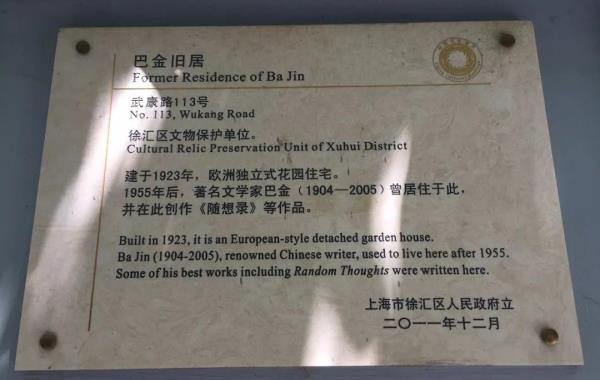 巴金旧居
Former Residence of Ba Jin
武康路113号
No. 113, Wukang Road
徐汇区文物保护单位。
Cultural Relic Preservation Unit of Xuhui District
建于1923年，欧洲独立式花园住宅。
1955年后，著名文学家巴金（1904—2005）曾居住于此，
并在此创作《随想录》等作品。
Built in 1923, it is an European-style detached garden house.
Ba Jin (1904-2005), renowned Chinese writer, used to live here after 1955.
Some of his best works including Random Thoughts were written here.
上海市徐汇区人民政府立
二〇一一年十二月